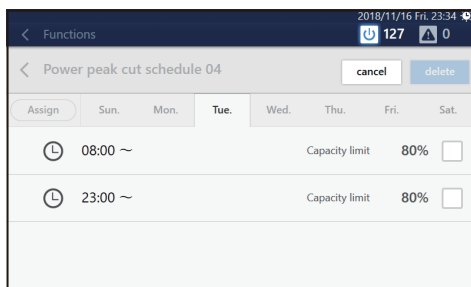 2018/11/16 Fri. 23:34
Functions 127 0
Power peak cut schedule 04 cancel delete
Assign Sun. Mon. Tue. Wed. Thu. Fri. Sat.
08:00 ～ Capacity limit 80%
23:00 ～ Capacity limit 80%